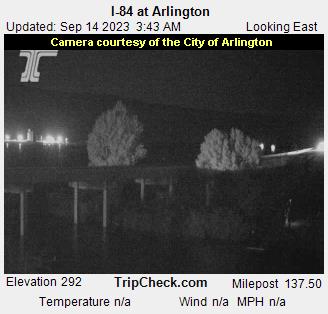 I-84 at Arlington
Updated: Sep 14 2023 3:43 AM Looking East
Camera courtesy of the City of Arlington
Elevation 292 TripCheck.com Milepost 137.50
Temperature n/a Wind n/a MPH n/a